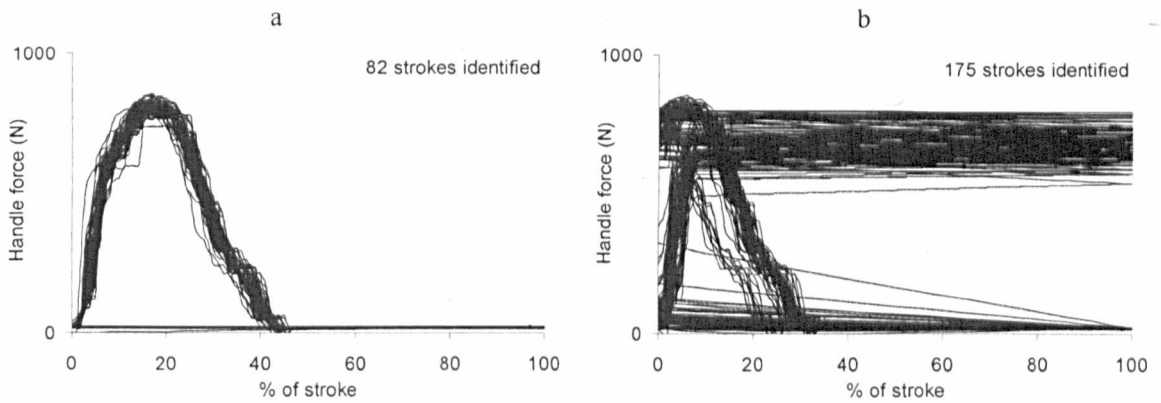 a
1000
82 strokes identified
Handle force (N)
0
0 20 40 60 80 100
% of stroke
b
1000
175 strokes identified
Handle force (N)
0
0 20 40 60 80 100
% of stroke